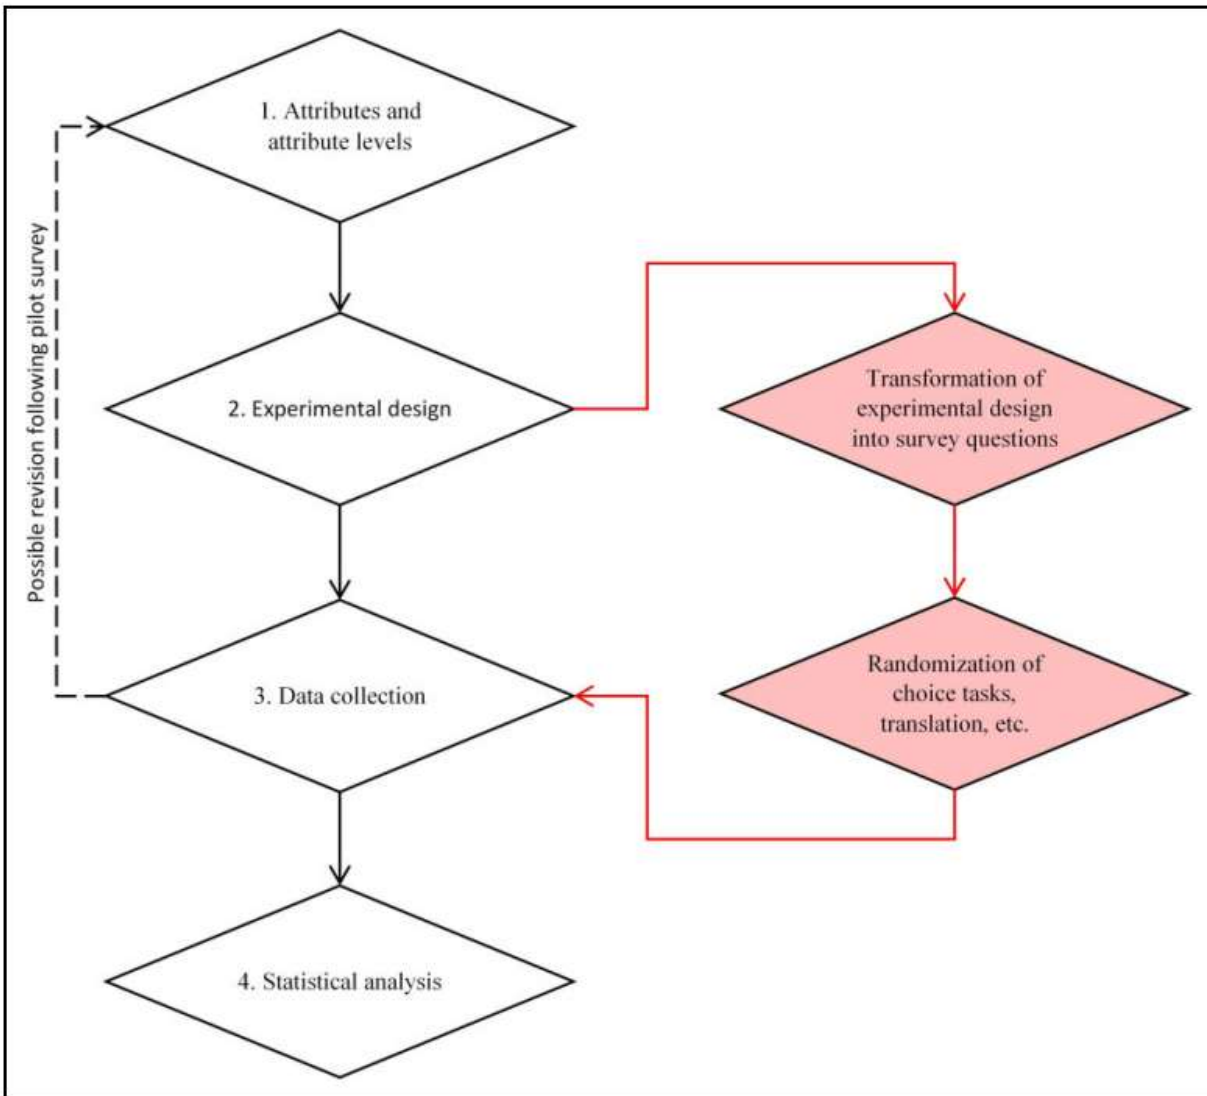 1. Attributes and
attribute levels
Possible revision following pilot survey
2. Experimental design
Transformation of
experimental design
into survey questions
3. Data collection
Randomization of
choice tasks,
translation, etc.
4. Statistical analysis